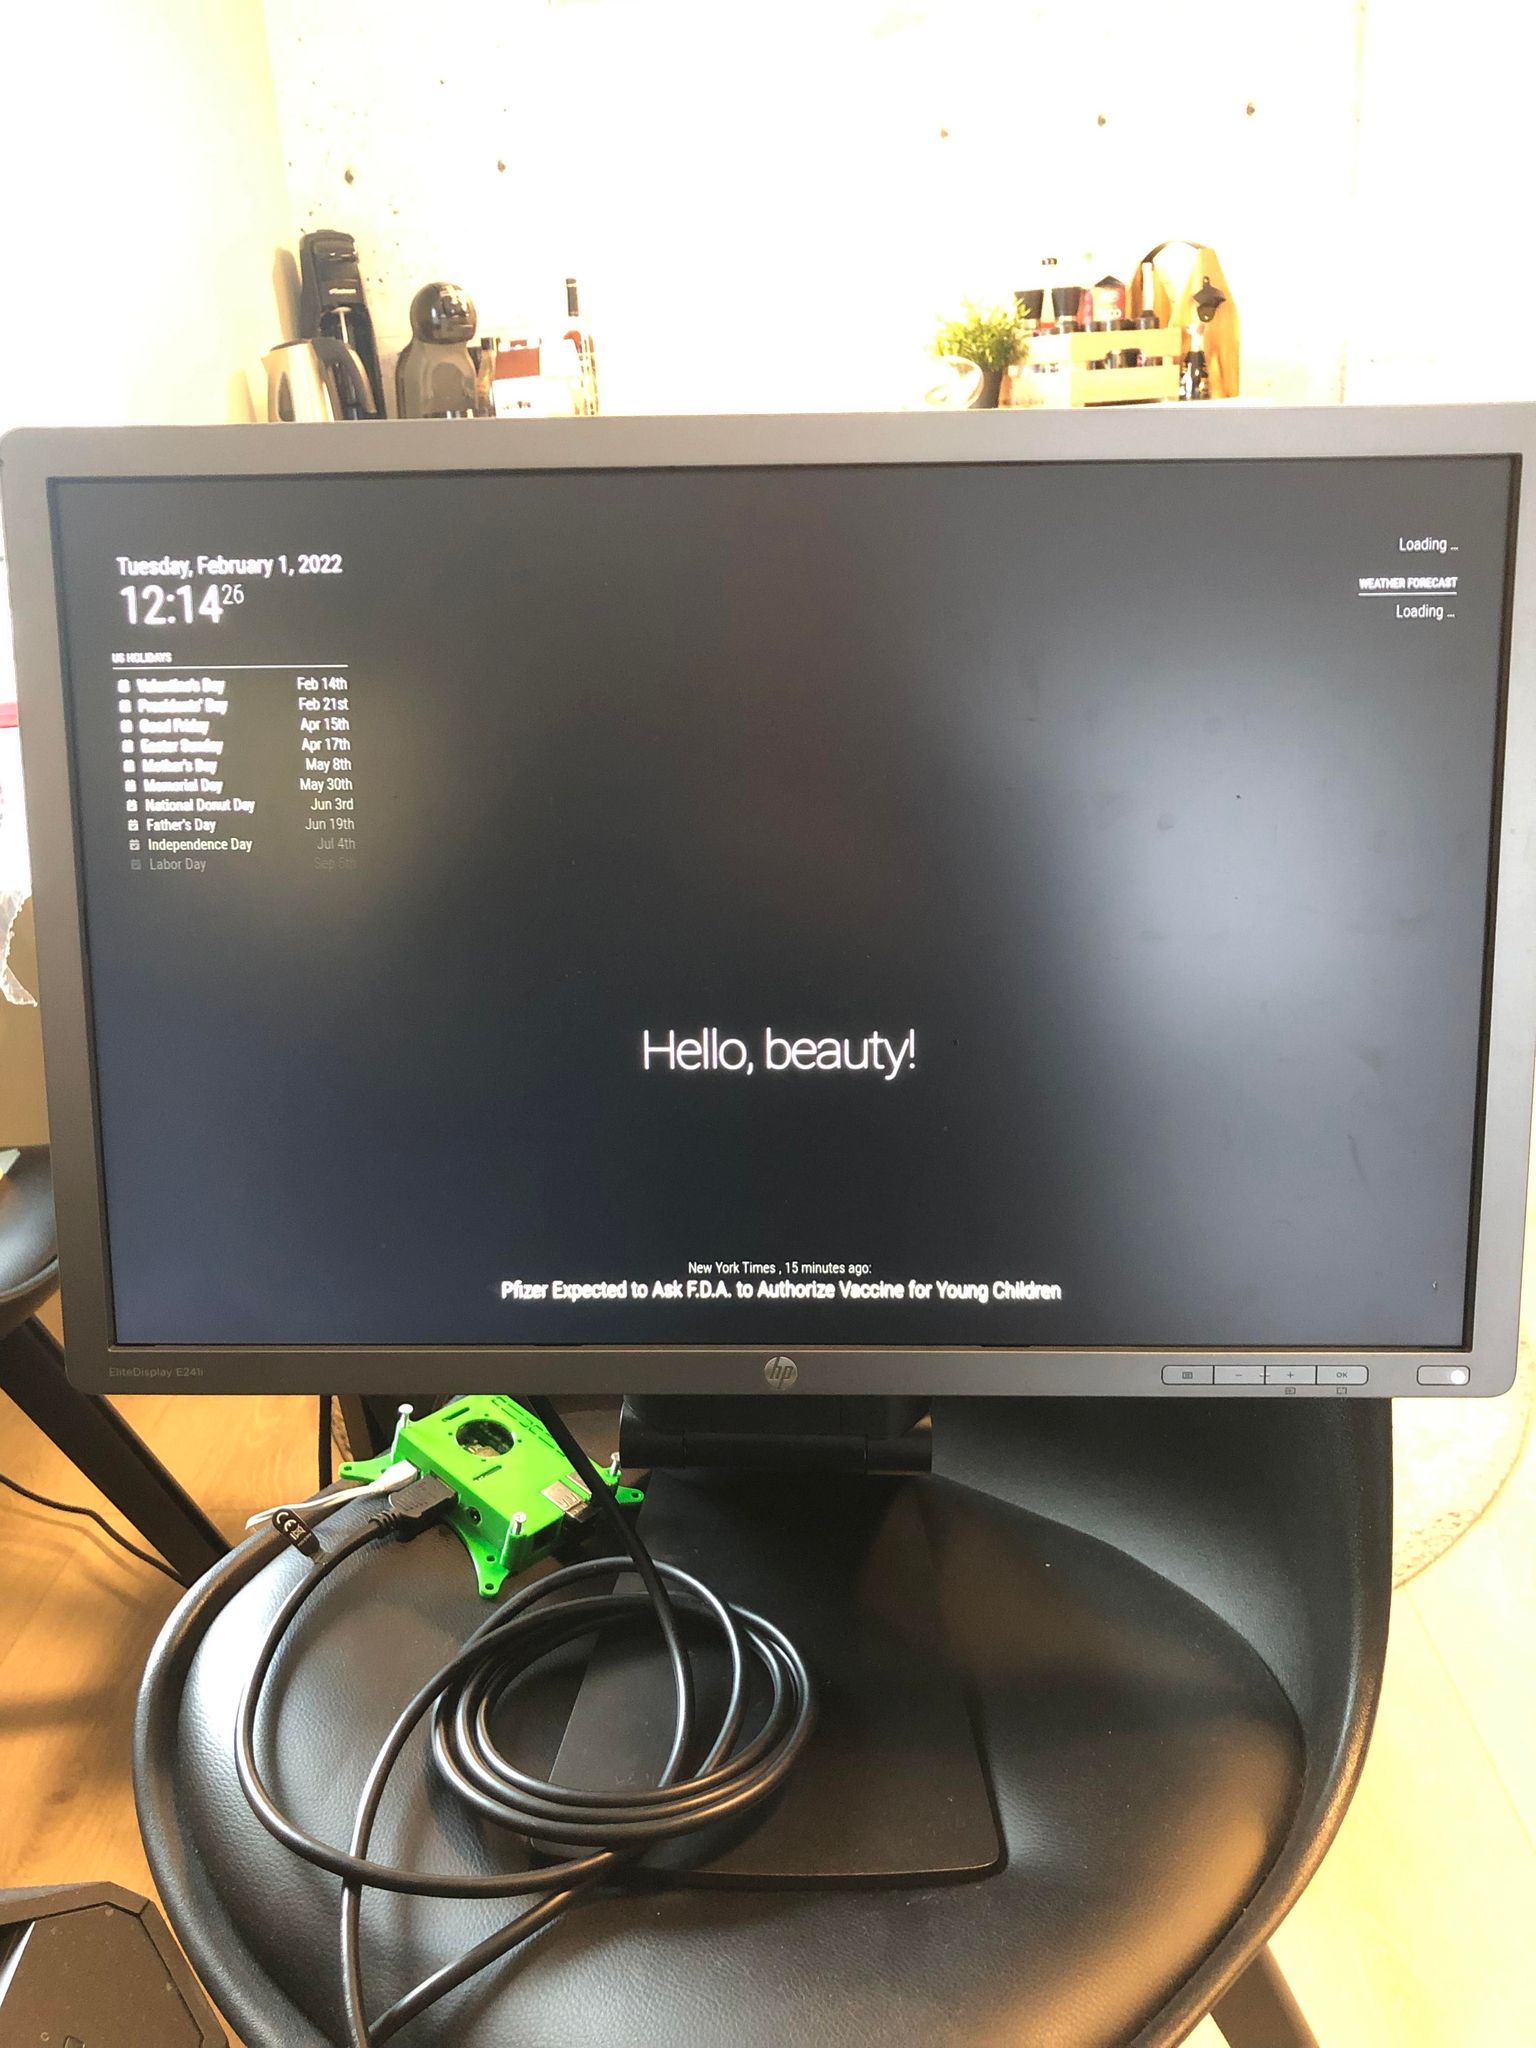 Tuesday, February 1, 2022
12:14 26
US HOLIDAYS
Valentine's Day Feb 14th
Presidents' Day Feb 21st
Good Friday Apr 15th
Easter Sunday Apr 17th
Mother's Day May 8th
Memorial Day May 30th
National Donut Day Jun 3rd
Father's Day Jun 19th
Independence Day Jul 4th
Labor Day Sep 5th
Loading ...
WEATHER FORECAST
Loading ...
Hello, beauty!
New York Times , 15 minutes ago:
Pfizer Expected to Ask F.D.A. to Authorize Vaccine for Young Children
EliteDisplay E241i
hp
- + OK
CE